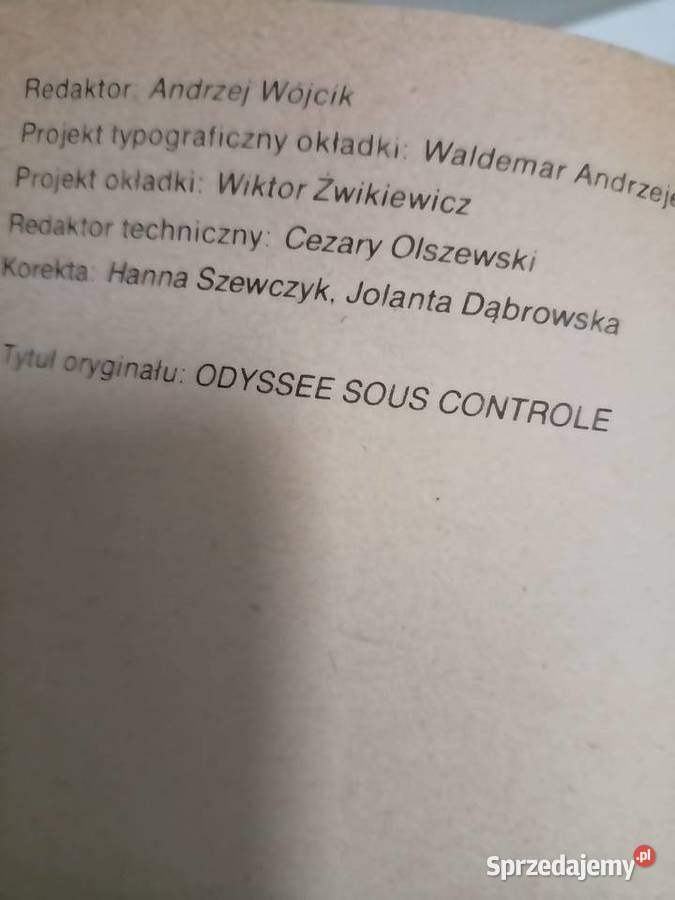 Redaktor: Andrzej Wójcik
Projekt typograficzny okładki: Waldemar
Projekt okładki: Wiktor Żwikiewicz
Redaktor techniczny: Cezary Olszewski
Korekta: Hanna Szewczyk, Jolanta Dąbrowska
Tytuł oryginału: ODYSSEE SOUS CONTROLE
Sprzedajemy.pl